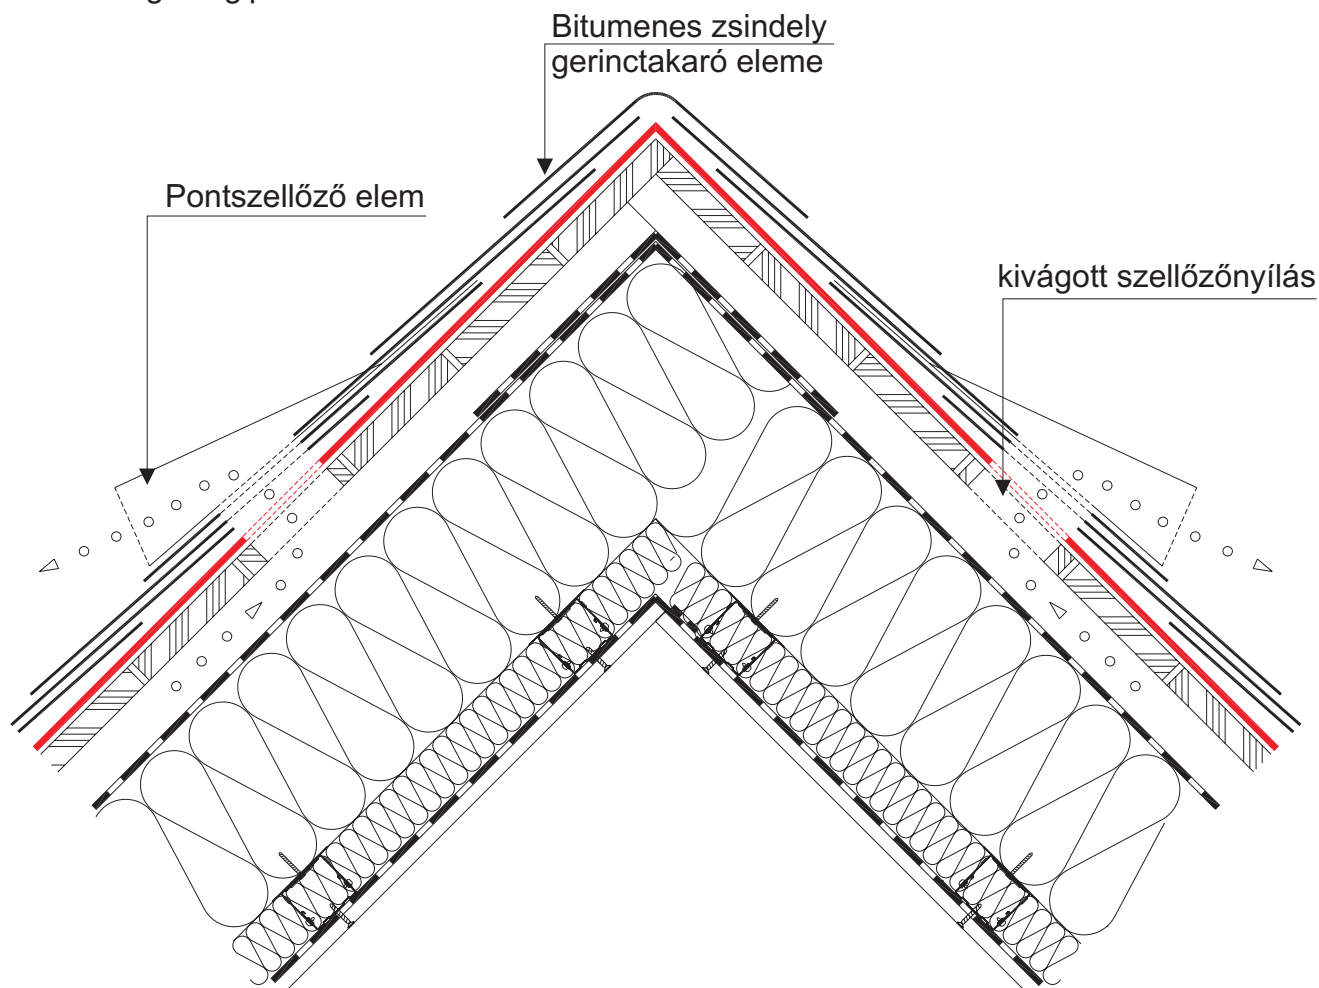 Bitumenes zsindely
gerinctakaró eleme
Pontszellőző elem
kivágott szellőzőnyílás